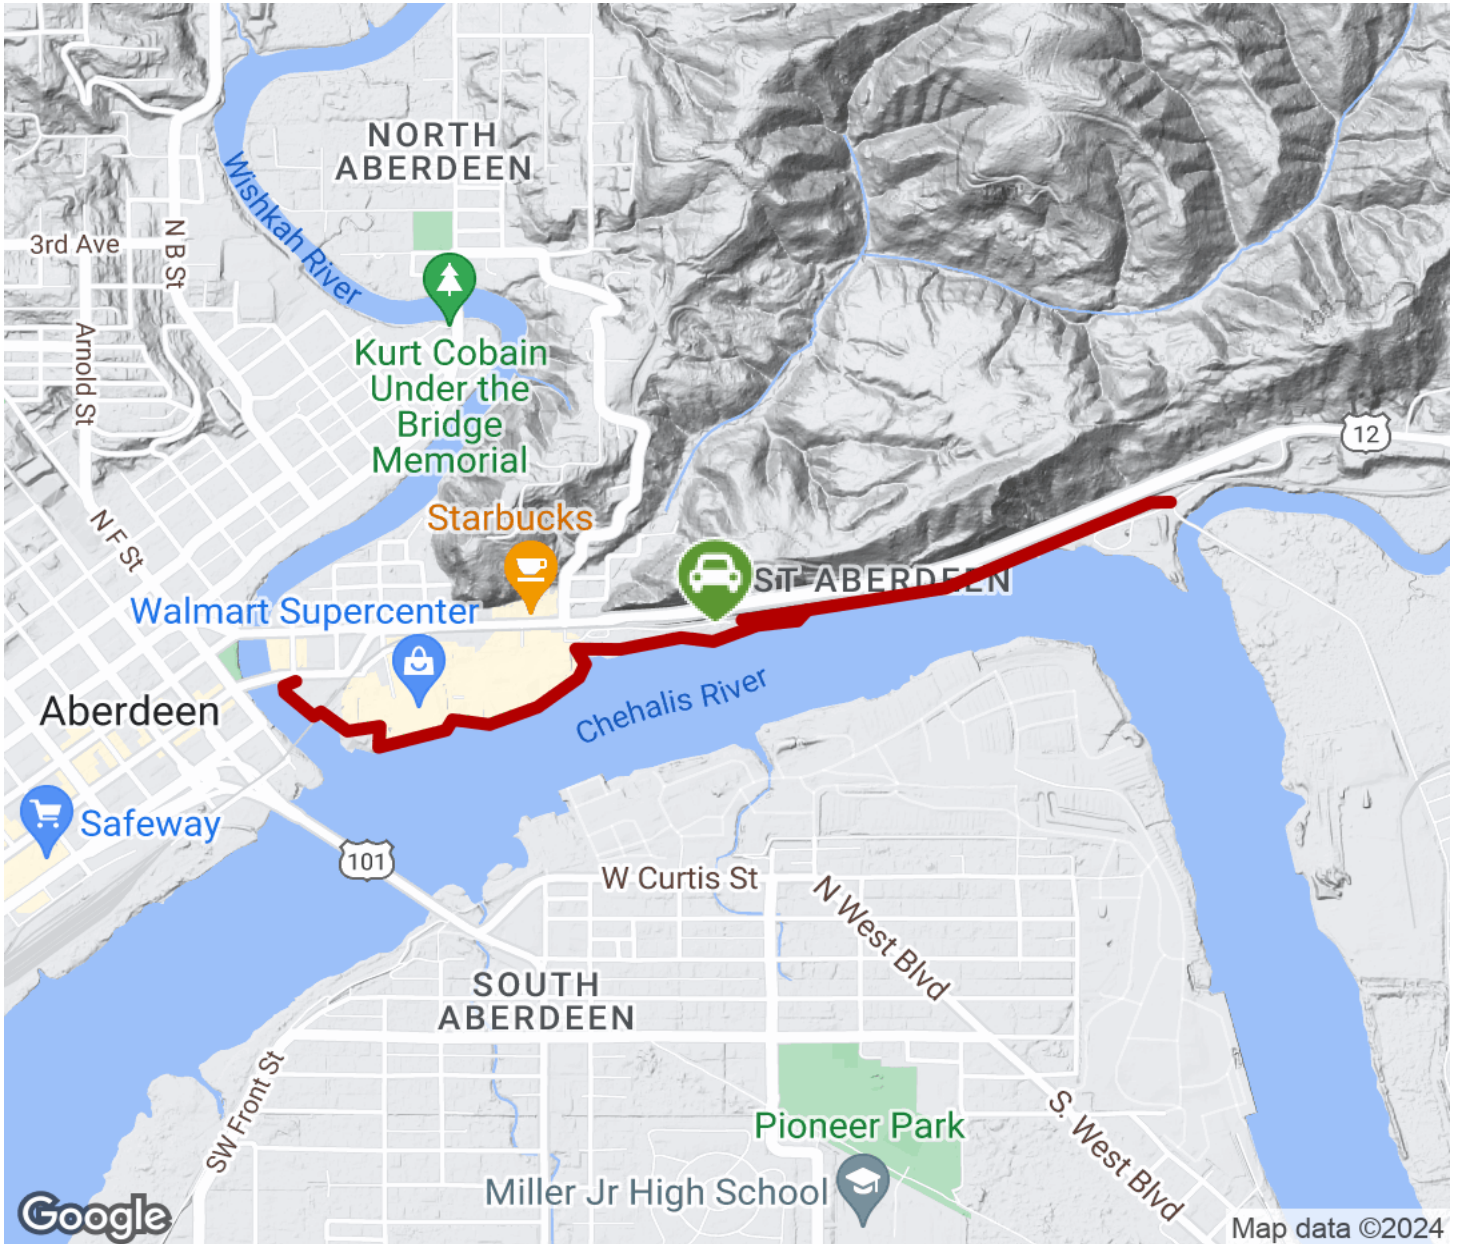 NORTH
ABERDEEN
Wishkah River
3rd Ave
N B St
Arnold St
Kurt Cobain
Under the
Bridge
Memorial
12
N F St
Starbucks
ST ABERDEEN
Walmart Supercenter
Aberdeen
Chehalis River
Safeway
101
W Curtis St
N West Blvd
SOUTH
ABERDEEN
SW Front St
S. West Blvd
Pioneer Park
Miller Jr High School
Google
Map data ©2024